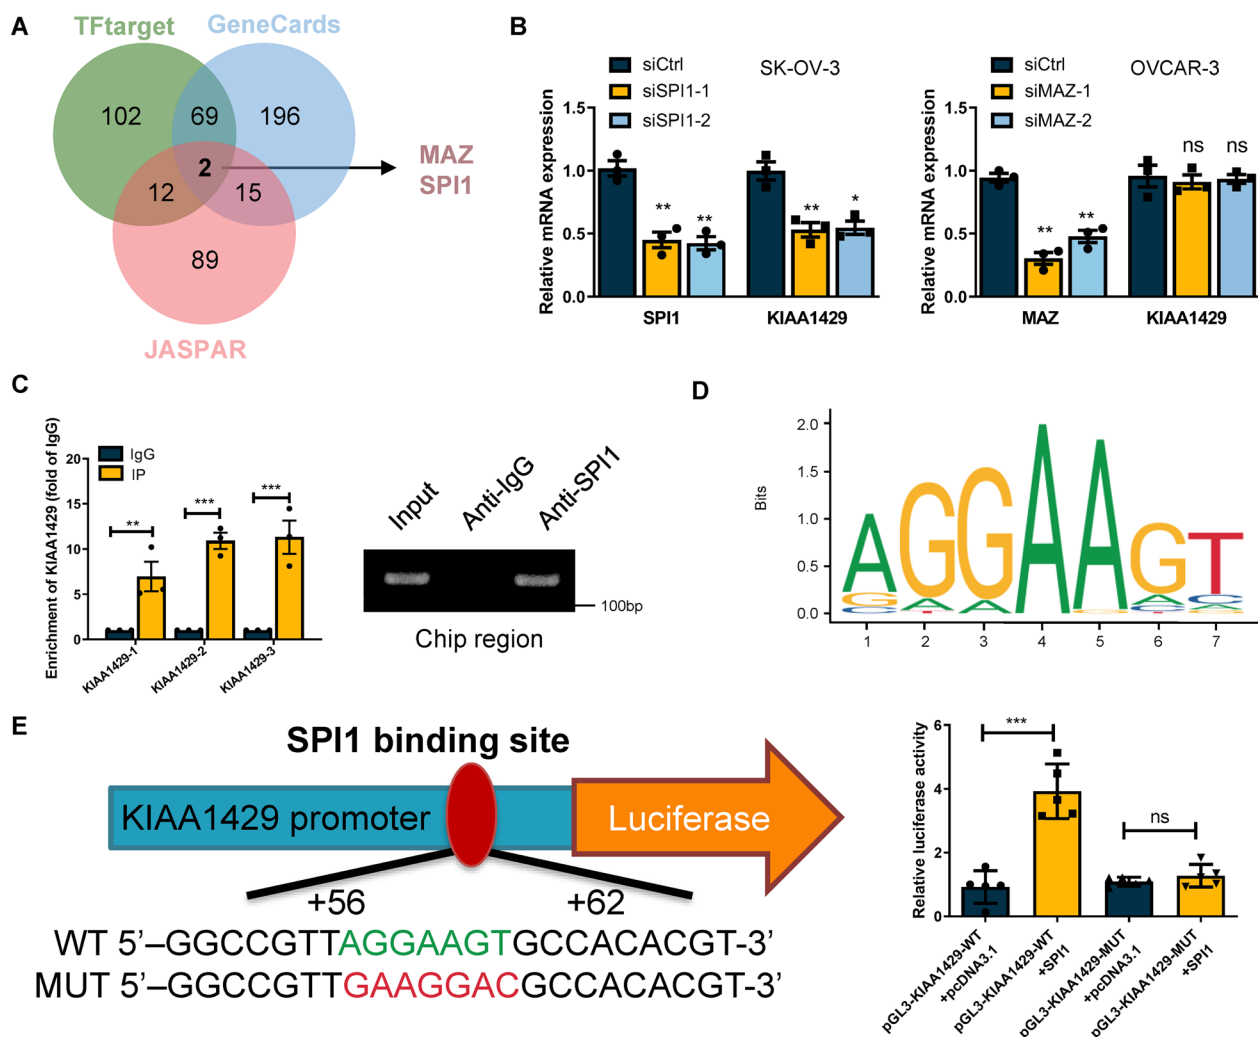 A
TFtarget
GeneCards
102
69
196
2
MAZ
SPI1
12
15
89
JASPAR
B
siCtrl
siSPI1-1
siSPI1-2
SK-OV-3
Relative mRNA expression
1.5
1.0
0.5
0.0
**
**
**
*
SPI1
KIAA1429
siCtrl
siMAZ-1
siMAZ-2
OVCAR-3
Relative mRNA expression
1.5
1.0
0.5
0.0
**
**
ns
ns
MAZ
KIAA1429
C
Enrichment of KIAA1429 (fold of IgG)
IgG
IP
20
15
10
5
0
**
***
***
KIAA1429-1
KIAA1429-2
KIAA1429-3
Input
Anti-IgG
Anti-SPI1
100bp
Chip region
D
Bits
2.0
1.5
1.0
0.5
0.0
AGGAAGT
1 2 3 4 5 6 7
E
SPI1 binding site
KIAA1429 promoter
Luciferase
+56
+62
WT 5’–GGCCGTTAGGAAGTGCCACACGT-3’
MUT 5’–GGCCGTTGAAGGACGCCACACGT-3’
Relative luciferase activity
6
4
2
0
***
ns
pGL3-KIAA1429-WT
+pcDNA3.1
pGL3-KIAA1429-WT
+SPI1
pGL3-KIAA1429-MUT
+pcDNA3.1
pGL3-KIAA1429-MUT
+SPI1